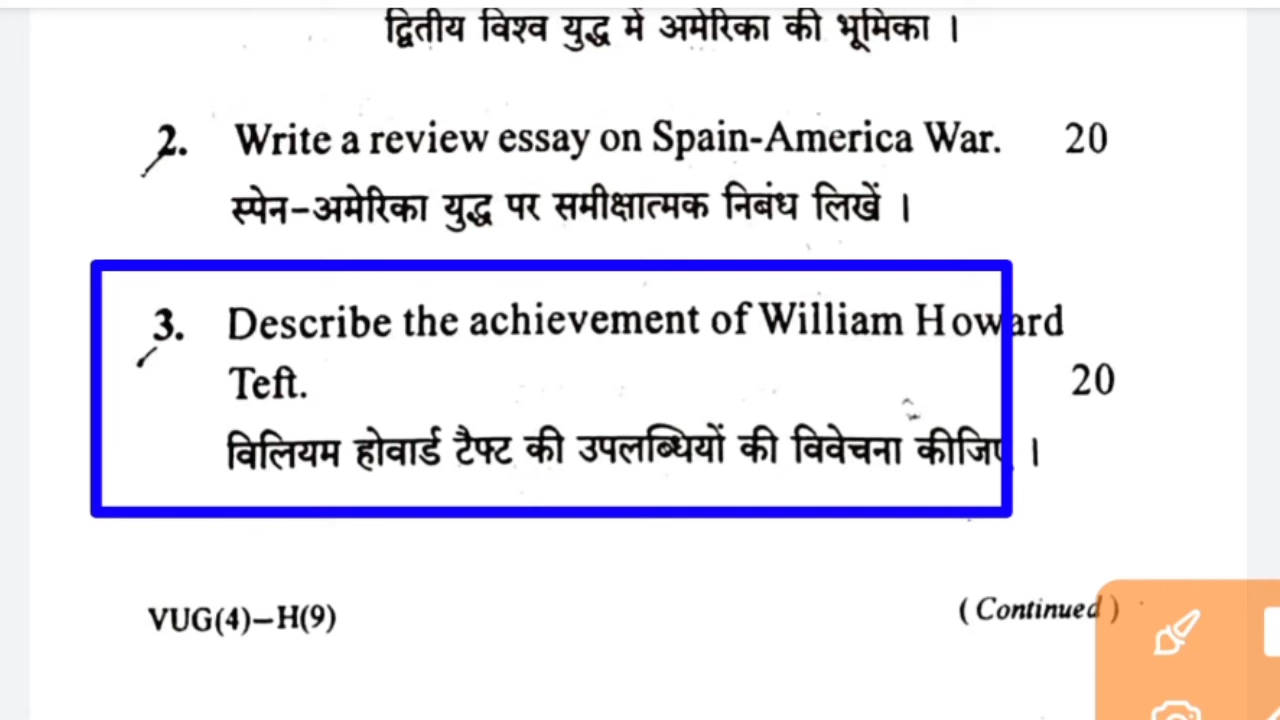 द्वितीय विश्व युद्ध में अमेरिका की भूमिका ।
2. Write a review essay on Spain-America War. 20
स्पेन-अमेरिका युद्ध पर समीक्षात्मक निबंध लिखें ।
3. Describe the achievement of William Howard
Teft. 20
विलियम होवार्ड टैफ्ट की उपलब्धियों की विवेचना कीजिए ।
VUG(4)–H(9) (Continued)